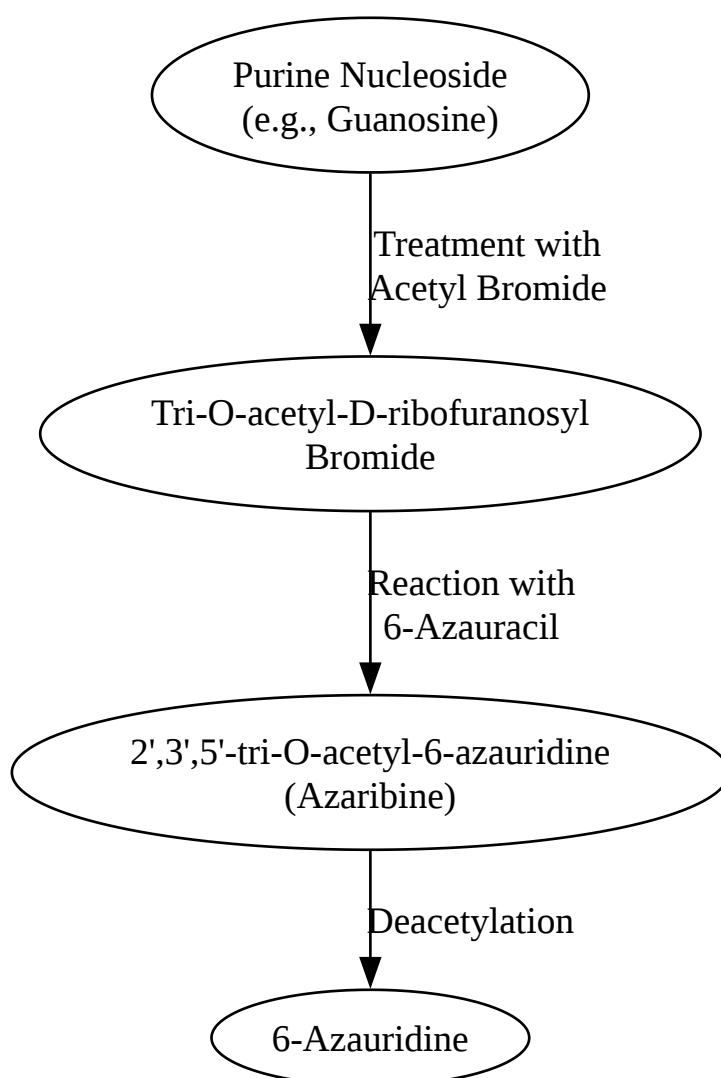 Purine Nucleoside
(e.g., Guanosine)
Treatment with
Acetyl Bromide
Tri-O-acetyl-D-ribofuranosyl
Bromide
Reaction with
6-Azauracil
2',3',5'-tri-O-acetyl-6-azauridine
(Azaribine)
Deacetylation
6-Azauridine